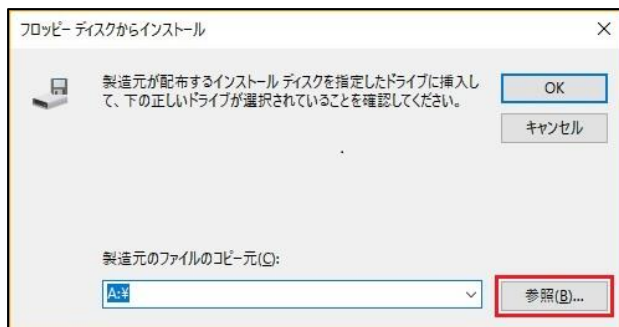 フロッピー ディスクからインストール
製造元が配布するインストール ディスクを指定したドライブに挿入し
て、下の正しいドライブが選択されていることを確認してください。
OK
キャンセル
製造元のファイルのコピー元(C):
A:¥
参照(B)...